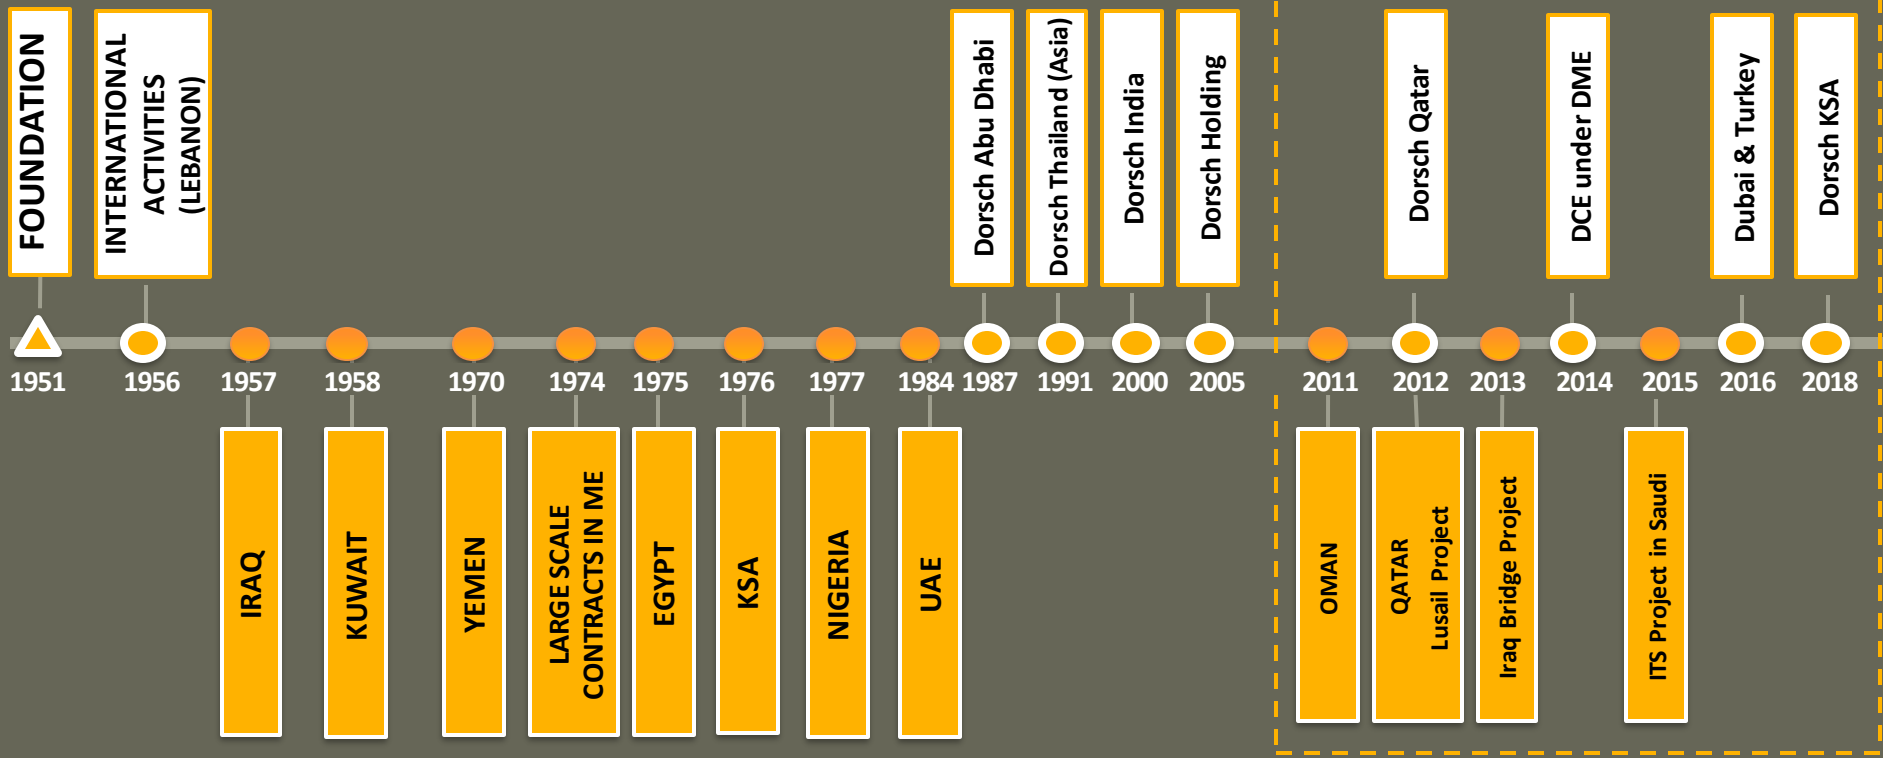 FOUNDATION
INTERNATIONAL
ACTIVITIES
(LEBANON)
Dorsch Abu Dhabi
Dorsch Thailand (Asia)
Dorsch India
Dorsch Holding
Dorsch Qatar
DCE under DME
Dubai & Turkey
Dorsch KSA
1951 1956 1957 1958 1970 1974 1975 1976 1977 1984 1987 1991 2000 2005 2011 2012 2013 2014 2015 2016 2018
IRAQ
KUWAIT
YEMEN
LARGE SCALE
CONTRACTS IN ME
EGYPT
KSA
NIGERIA
UAE
OMAN
QATAR
Lusail Project
Iraq Bridge Project
ITS Project in Saudi